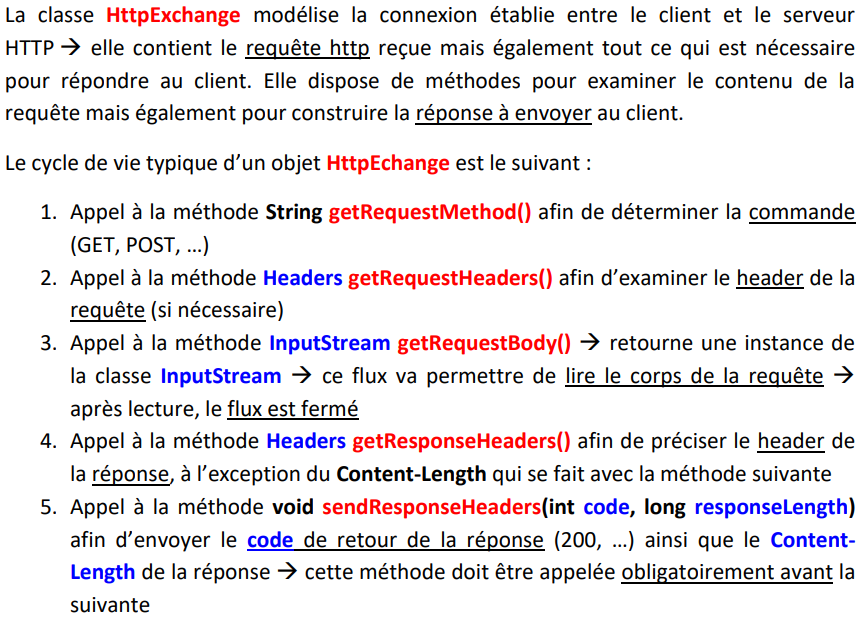 La classe HttpExchange modélise la connexion établie entre le client et le serveur
HTTP → elle contient le requête http reçue mais également tout ce qui est nécessaire
pour répondre au client. Elle dispose de méthodes pour examiner le contenu de la
requête mais également pour construire la réponse à envoyer au client.
Le cycle de vie typique d’un objet HttpEchange est le suivant :
1. Appel à la méthode String getRequestMethod() afin de déterminer la commande
(GET, POST, …)
2. Appel à la méthode Headers getRequestHeaders() afin d’examiner le header de la
requête (si nécessaire)
3. Appel à la méthode InputStream getRequestBody() → retourne une instance de
la classe InputStream → ce flux va permettre de lire le corps de la requête →
après lecture, le flux est fermé
4. Appel à la méthode Headers getResponseHeaders() afin de préciser le header de
la réponse, à l’exception du Content-Length qui se fait avec la méthode suivante
5. Appel à la méthode void sendResponseHeaders(int code, long responseLength)
afin d’envoyer le code de retour de la réponse (200, …) ainsi que le Content-
Length de la réponse → cette méthode doit être appelée obligatoirement avant la
suivante